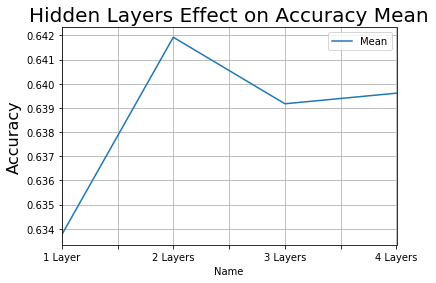 Hidden Layers Effect on Accuracy Mean
Mean
0.642
0.641
0.640
0.639
0.638
0.637
0.636
0.635
0.634
Accuracy
1 Layer 2 Layers 3 Layers 4 Layers
Name